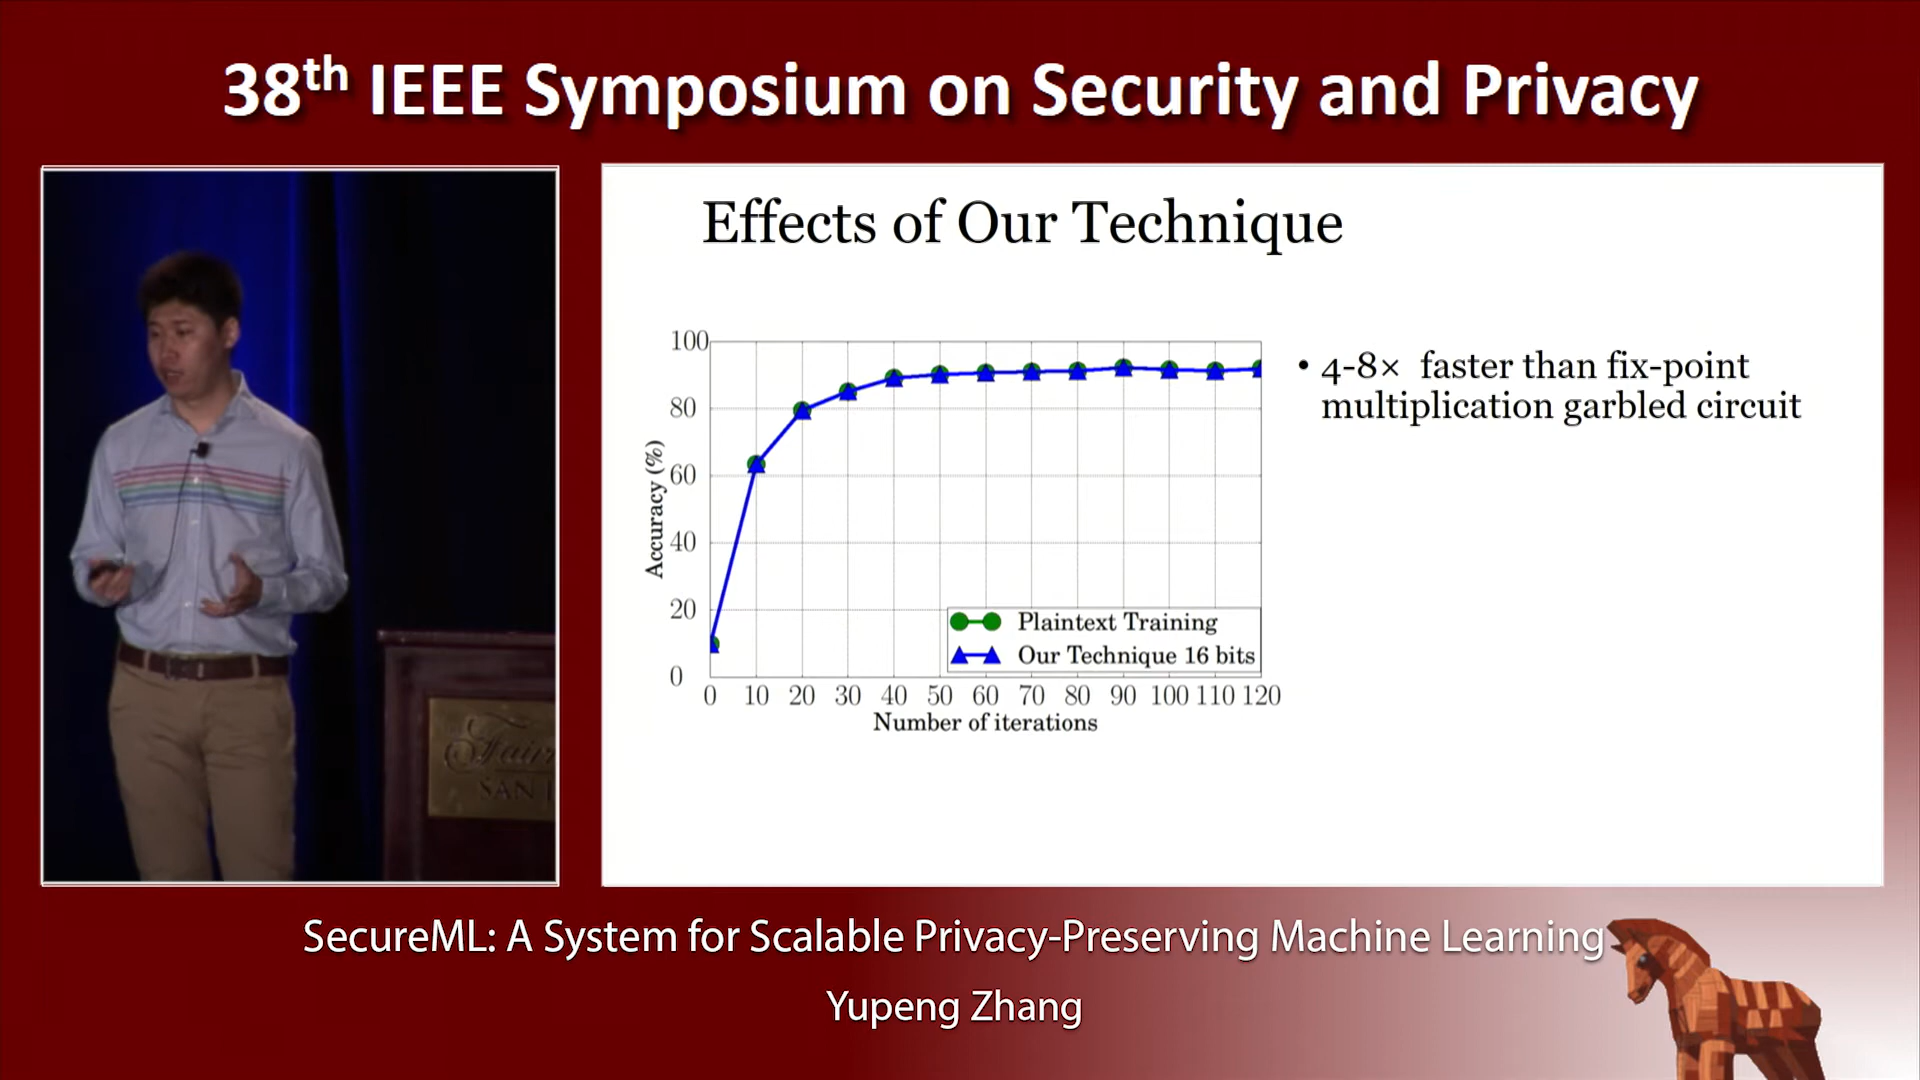 38th IEEE Symposium on Security and Privacy
Effects of Our Technique
100
80
60
40
20
0
Accuracy (%)
Plaintext Training
Our Technique 16 bits
0 10 20 30 40 50 60 70 80 90 100 110 120
Number of iterations
• 4-8× faster than fix-point
multiplication garbled circuit
SAN
SecureML: A System for Scalable Privacy-Preserving Machine Learning
Yupeng Zhang